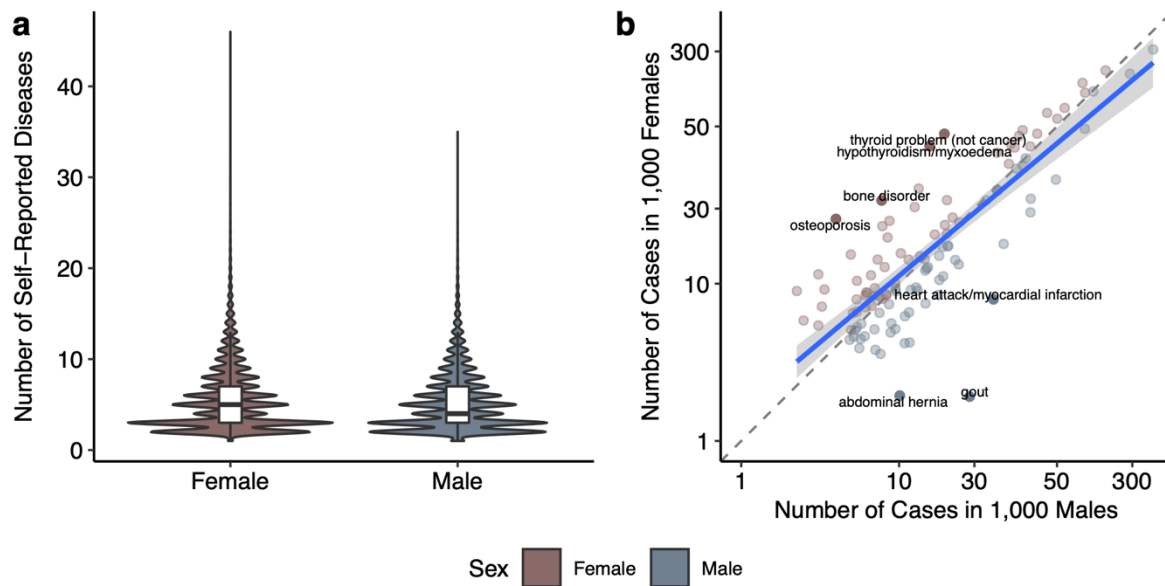 a
Number of Self-Reported Diseases
40
30
20
10
0
Female
Male
b
Number of Cases in 1,000 Females
300
50
30
10
1
thyroid problem (not cancer)
hypothyroidism/myxoedema
bone disorder
osteoporosis
heart attack/myocardial infarction
abdominal hernia
gout
1
10
30
50
300
Number of Cases in 1,000 Males
Sex
Female
Male